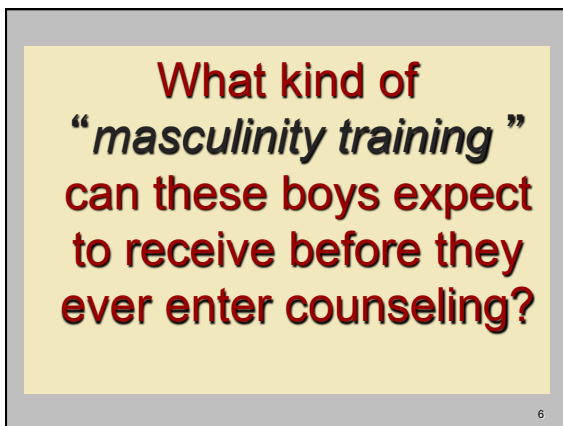 What kind of
“masculinity training”
can these boys expect
to receive before they
ever enter counseling?
6